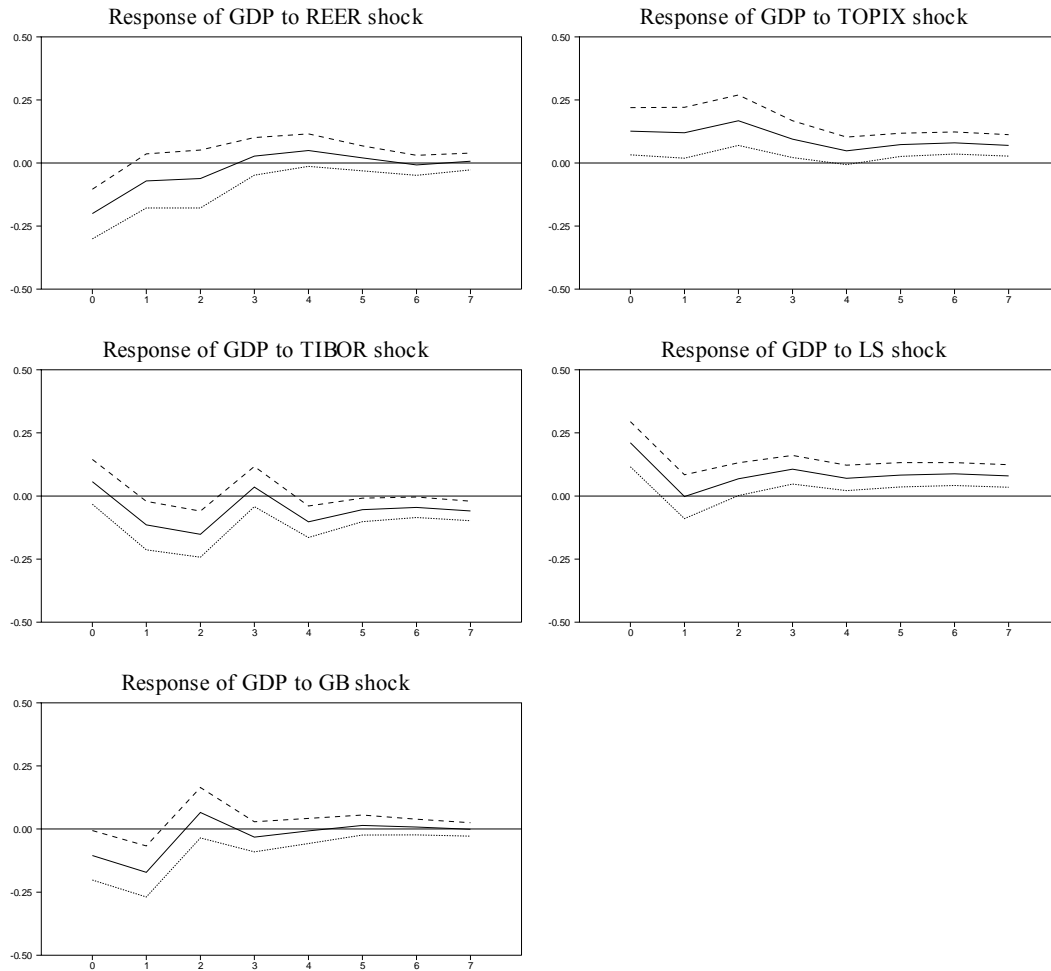 Response of GDP to REER shock
0.50
0.25
0.00
-0.25
-0.50
0 1 2 3 4 5 6 7
Response of GDP to TOPIX shock
0.50
0.25
0.00
-0.25
-0.50
0 1 2 3 4 5 6 7
Response of GDP to TIBOR shock
0.50
0.25
0.00
-0.25
-0.50
0 1 2 3 4 5 6 7
Response of GDP to LS shock
0.50
0.25
0.00
-0.25
-0.50
0 1 2 3 4 5 6 7
Response of GDP to GB shock
0.50
0.25
0.00
-0.25
-0.50
0 1 2 3 4 5 6 7